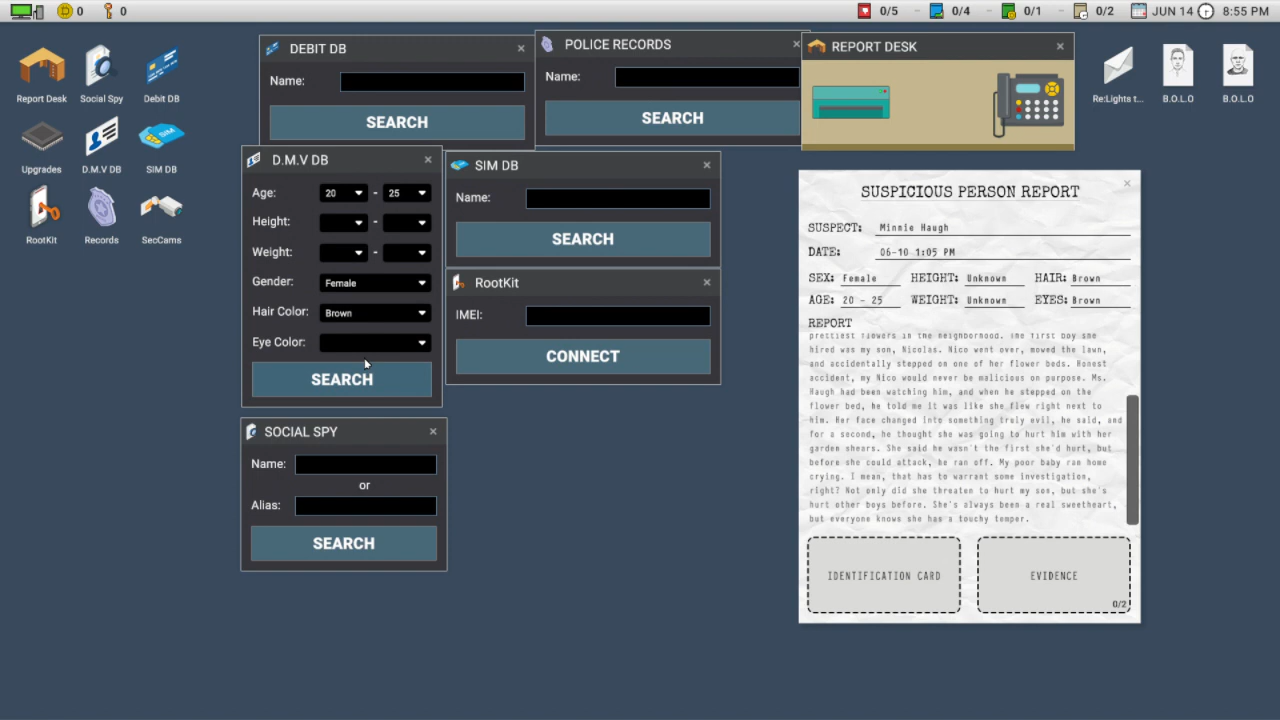 0
0
0/5
0/4
0/1
0/2
JUN 14
8:55 PM
Report Desk
Social Spy
Debit DB
Upgrades
D.M.V DB
SIM DB
RootKit
Records
SecCams
DEBIT DB
Name:
SEARCH
POLICE RECORDS
Name:
SEARCH
REPORT DESK
Re:Lights t...
B.O.L.O
B.O.L.O
D.M.V DB
Age: 20 - 25
Height: -
Weight: -
Gender: Female
Hair Color: Brown
Eye Color:
SEARCH
SIM DB
Name:
SEARCH
RootKit
IMEI:
CONNECT
SOCIAL SPY
Name:
or
Alias:
SEARCH
SUSPICIOUS PERSON REPORT
SUSPECT: Minnie Haugh
DATE: 06-10 1:05 PM
SEX: Female HEIGHT: Unknown HAIR: Brown
AGE: 20 - 25 WEIGHT: Unknown EYES: Brown
REPORT
prettiest flowers in the neighborhood. The first boy she
hired was my son, Nicolas. Nico went over, mowed the lawn,
and accidentally stepped on one of her flower beds. Honest
accident, my Nico would never be malicious on purpose. Ms.
Haugh had been watching him, and when he stepped on the
flower bed, he told me it was like she flew right next to
him. Her face changed into something truly evil, he said, and
for a second, he thought she was going to hurt him with her
garden shears. She said he wasn't the first she'd hurt, but
before she could attack, he ran off. My poor baby ran home
crying. I mean, that has to warrant some investigation,
right? Not only did she threaten to hurt my son, but she's
hurt other boys before. She's always been a real sweetheart,
but everyone knows she has a touchy temper.
IDENTIFICATION CARD
EVIDENCE
0/2